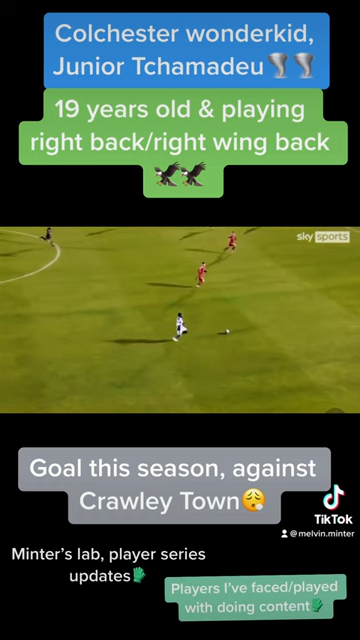 Colchester wonderkid,
Junior Tchamadeu🌪️🌪️
19 years old & playing
right back/right wing back
🦅🦅
sky sports
Goal this season, against
Crawley Town😮‍💨
TikTok
@melvin.minter
Minter's lab, player series
updates🧤
Players I've faced/played
with doing content🧤